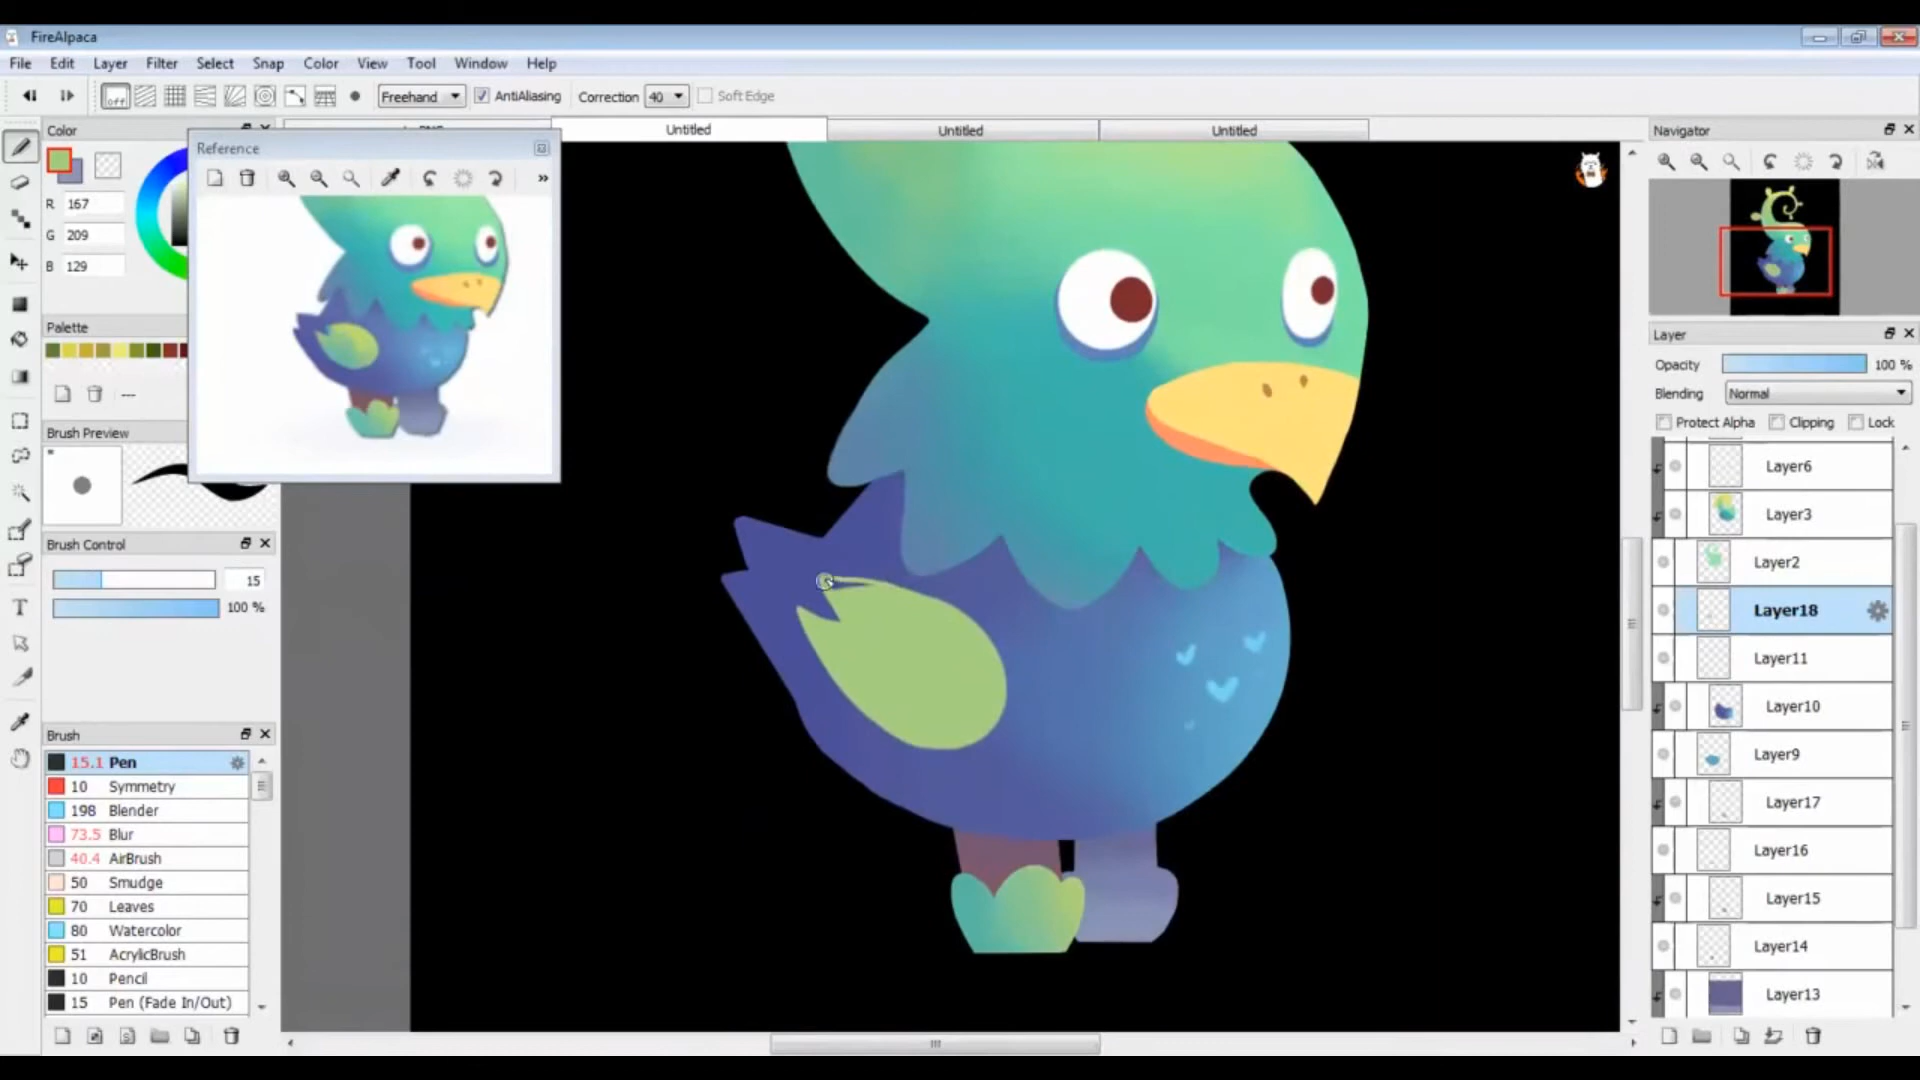 FireAlpaca
File Edit Layer Filter Select Snap Color View Tool Window Help
off Freehand AntiAliasing Correction 40 Soft Edge
Color
Untitled Untitled Untitled
Reference
Navigator
R 167
G 209
B 129
Palette
---
Brush Preview
Brush Control
15
100 %
Brush
15.1 Pen
10 Symmetry
198 Blender
73.5 Blur
40.4 AirBrush
50 Smudge
70 Leaves
80 Watercolor
51 AcrylicBrush
10 Pencil
15 Pen (Fade In/Out)
Layer
Opacity 100 %
Blending Normal
Protect Alpha Clipping Lock
Layer6
Layer3
Layer2
Layer18
Layer11
Layer10
Layer9
Layer17
Layer16
Layer15
Layer14
Layer13